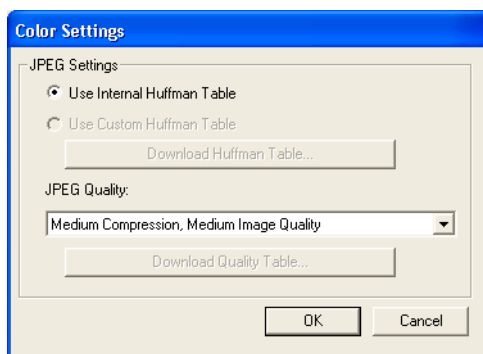 Color Settings
JPEG Settings
Use Internal Huffman Table
Use Custom Huffman Table
Download Huffman Table...
JPEG Quality:
Medium Compression, Medium Image Quality
Download Quality Table...
OK Cancel